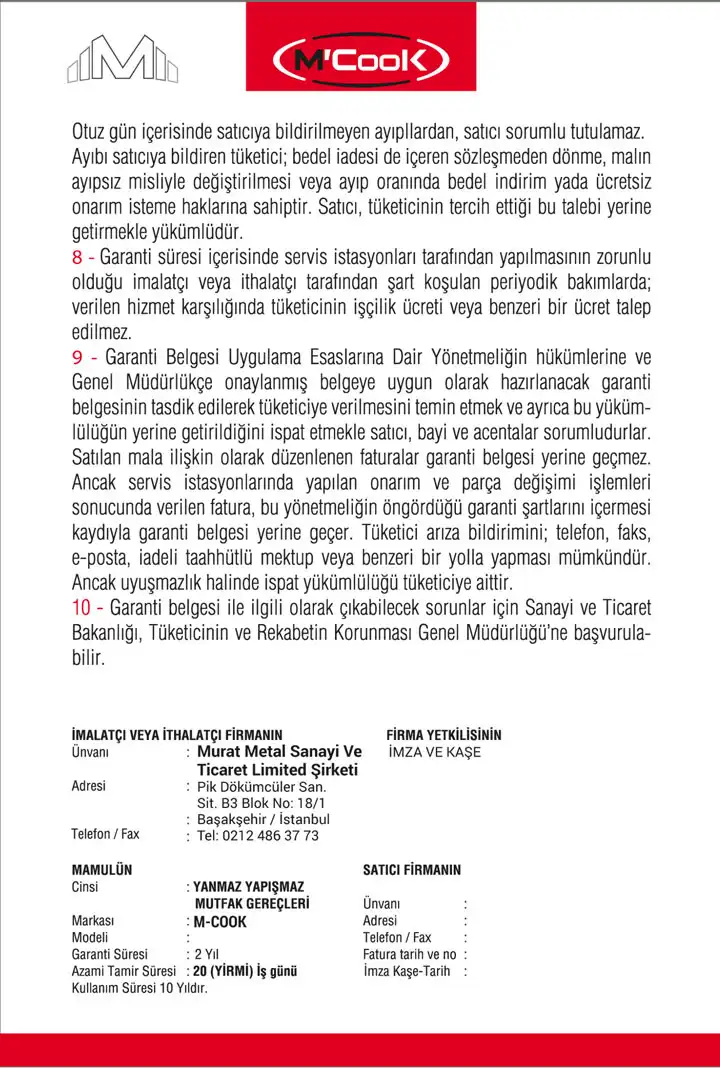 M'CooK
Otuz gün içerisinde satıcıya bildirilmeyen ayıpllardan, satıcı sorumlu tutulamaz.
Ayıbı satıcıya bildiren tüketici; bedel iadesi de içeren sözleşmeden dönme, malın
ayıpsız misliyle değiştirilmesi veya ayıp oranında bedel indirim yada ücretsiz
onarım isteme haklarına sahiptir. Satıcı, tüketicinin tercih ettiği bu talebi yerine
getirmekle yükümlüdür.
8 - Garanti süresi içerisinde servis istasyonları tarafından yapılmasının zorunlu
olduğu imalatçı veya ithalatçı tarafından şart koşulan periyodik bakımlarda;
verilen hizmet karşılığında tüketicinin işçilik ücreti veya benzeri bir ücret talep
edilmez.
9 - Garanti Belgesi Uygulama Esaslarına Dair Yönetmeliğin hükümlerine ve
Genel Müdürlükçe onaylanmış belgeye uygun olarak hazırlanacak garanti
belgesinin tasdik edilerek tüketiciye verilmesini temin etmek ve ayrıca bu yüküm-
lülüğün yerine getirildiğini ispat etmekle satıcı, bayi ve acentalar sorumludurlar.
Satılan mala ilişkin olarak düzenlenen faturalar garanti belgesi yerine geçmez.
Ancak servis istasyonlarında yapılan onarım ve parça değişimi işlemleri
sonucunda verilen fatura, bu yönetmeliğin öngördüğü garanti şartlarını içermesi
kaydıyla garanti belgesi yerine geçer. Tüketici arıza bildirimini; telefon, faks,
e-posta, iadeli taahhütlü mektup veya benzeri bir yolla yapması mümkündür.
Ancak uyuşmazlık halinde ispat yükümlülüğü tüketiciye aittir.
10 - Garanti belgesi ile ilgili olarak çıkabilecek sorunlar için Sanayi ve Ticaret
Bakanlığı, Tüketicinin ve Rekabetin Korunması Genel Müdürlüğü'ne başvurula-
bilir.
İMALATÇI VEYA İTHALATÇI FİRMANIN
Ünvanı : Murat Metal Sanayi Ve
Ticaret Limited Şirketi
Adresi : Pik Dökümcüler San.
Sit. B3 Blok No: 18/1
: Başakşehir / İstanbul
Telefon / Fax : Tel: 0212 486 37 73
FİRMA YETKİLİSİNİN
İMZA VE KAŞE
MAMULÜN
Cinsi : YANMAZ YAPIŞMAZ
MUTFAK GEREÇLERİ
Markası : M-COOK
Modeli :
Garanti Süresi : 2 Yıl
Azami Tamir Süresi : 20 (YİRMİ) İş günü
Kullanım Süresi 10 Yıldır.
SATICI FİRMANIN
Ünvanı :
Adresi :
Telefon / Fax :
Fatura tarih ve no :
İmza Kaşe-Tarih :